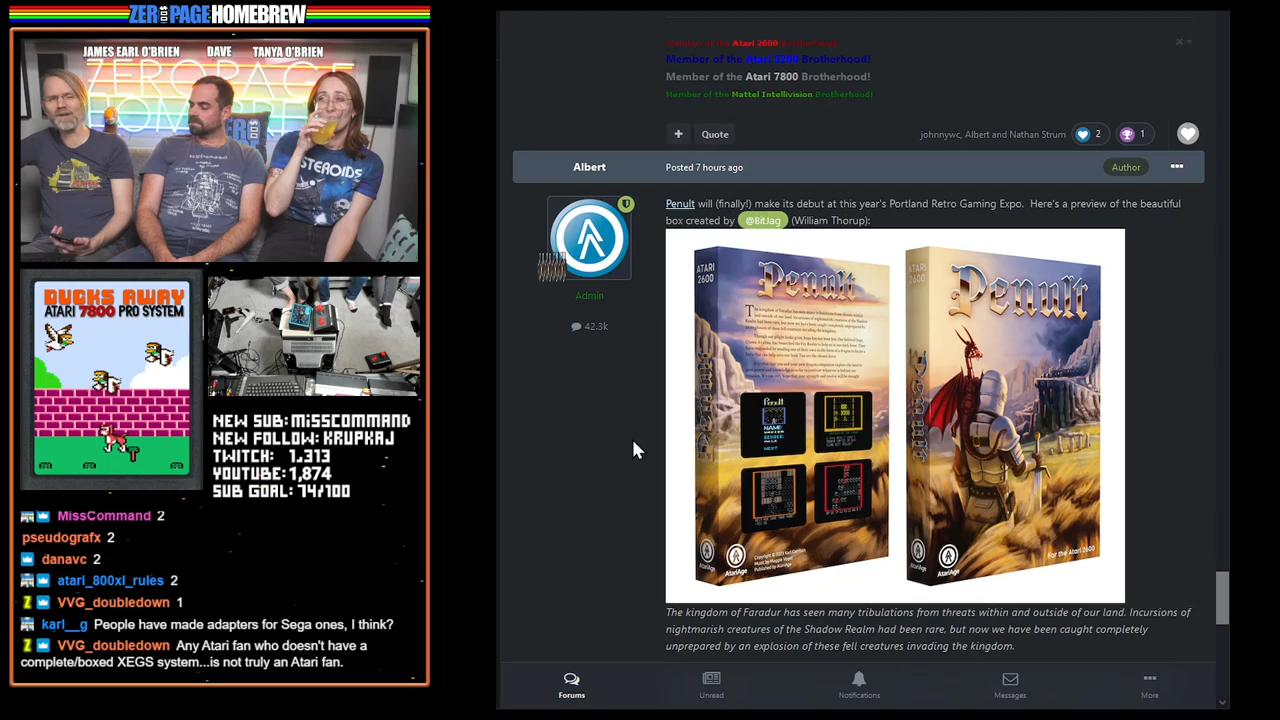 ZEROPAGE HOMEBREW
JAMES EARL O'BRIEN DAVE TANYA O'BRIEN
ZEROPAGE
HOMEBREW
DUCKS AWAY
ATARI 7800 PRO SYSTEM
NEW SUB: MISSCOMMAND
NEW FOLLOW: KRUPKAJ
TWITCH: 1,313
YOUTUBE: 1,874
SUB GOAL: 74/100
MissCommand 2
pseudografx 2
danavc 2
atari_800xl_rules 2
VVG_doubledown 1
karl__g People have made adapters for Sega ones, I think?
VVG_doubledown Any Atari fan who doesn't have a
complete/boxed XEGS system...is not truly an Atari fan.
Member of the Atari 2600 Brotherhood!
Member of the Atari 5200 Brotherhood!
Member of the Atari 7800 Brotherhood!
Member of the Mattel Intellivision Brotherhood!
+ Quote johnnywc, Albert and Nathan Strum 2 1
Albert Posted 7 hours ago Author
Admin
42.3k
Penult will (finally!) make its debut at this year's Portland Retro Gaming Expo. Here's a preview of the beautiful
box created by @BitJag (William Thorup):
ATARI 2600
Penult
Penult
AtariAge
ATARI 2600
Penult
Penult
AtariAge
For the Atari 2600
The kingdom of Faradur has seen many tribulations from threats within and outside of our land. Incursions of
nightmarish creatures of the Shadow Realm had been rare, but now we have been caught completely
unprepared by an explosion of these fell creatures invading the kingdom.
Forums Unread Notifications Messages More